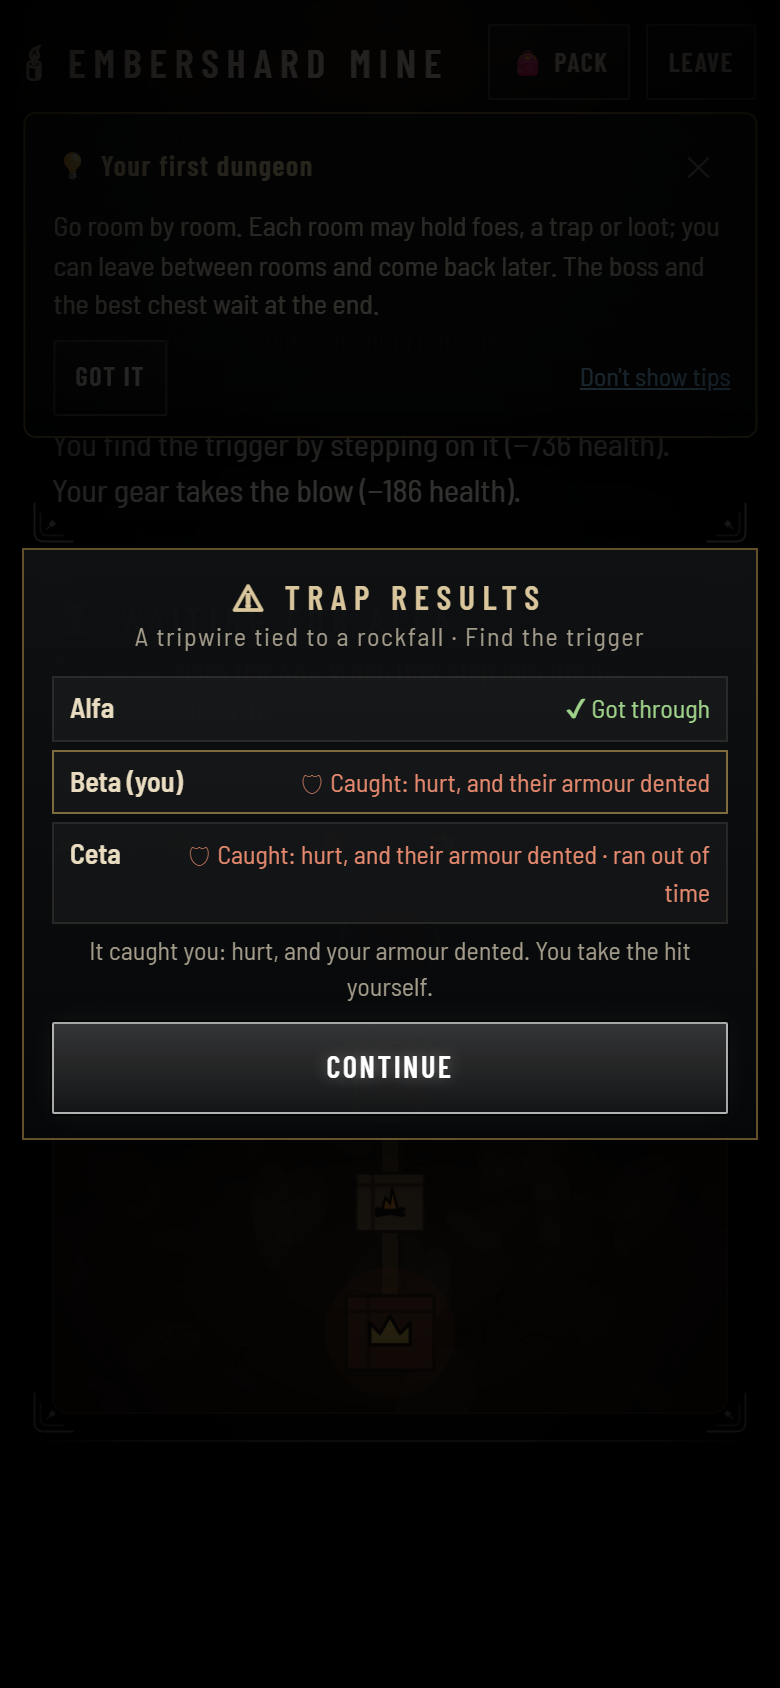 EMBERSHARD MINE
PACK
LEAVE
Your first dungeon
Go room by room. Each room may hold foes, a trap or loot; you
can leave between rooms and come back later. The boss and
the best chest wait at the end.
GOT IT
Don't show tips
You find the trigger by stepping on it (−736 health).
Your gear takes the blow (−186 health).
TRAP RESULTS
A tripwire tied to a rockfall · Find the trigger
Alfa
✓ Got through
Beta (you)
Caught: hurt, and their armour dented
Ceta
Caught: hurt, and their armour dented · ran out of
time
It caught you: hurt, and your armour dented. You take the hit
yourself.
CONTINUE